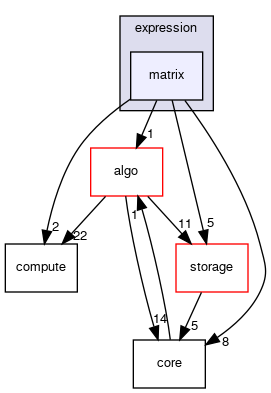 expression
matrix
1
algo
2
22
11
5
compute
1
storage
14
5
8
core